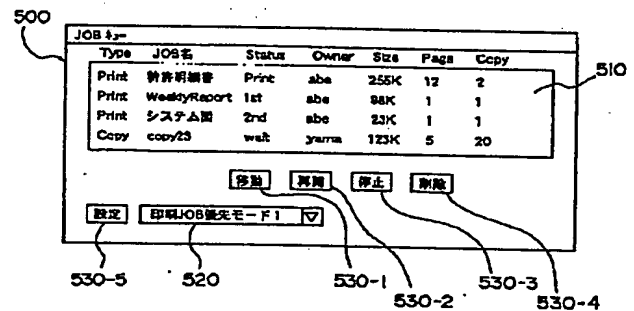 500
JOBキュー
Type JOB名 Status Owner Size Page Copy
Print 特許明細書 Print abe 255K 12 2
Print WeeklyReport 1st abe 98K 1 1
Print システム図 2nd abe 23K 1 1
Copy copy23 wait yama 123K 5 20
510
移動 再開 停止 削除
設定 印刷JOB優先モード1
530-5 520 530-1 530-2 530-3 530-4